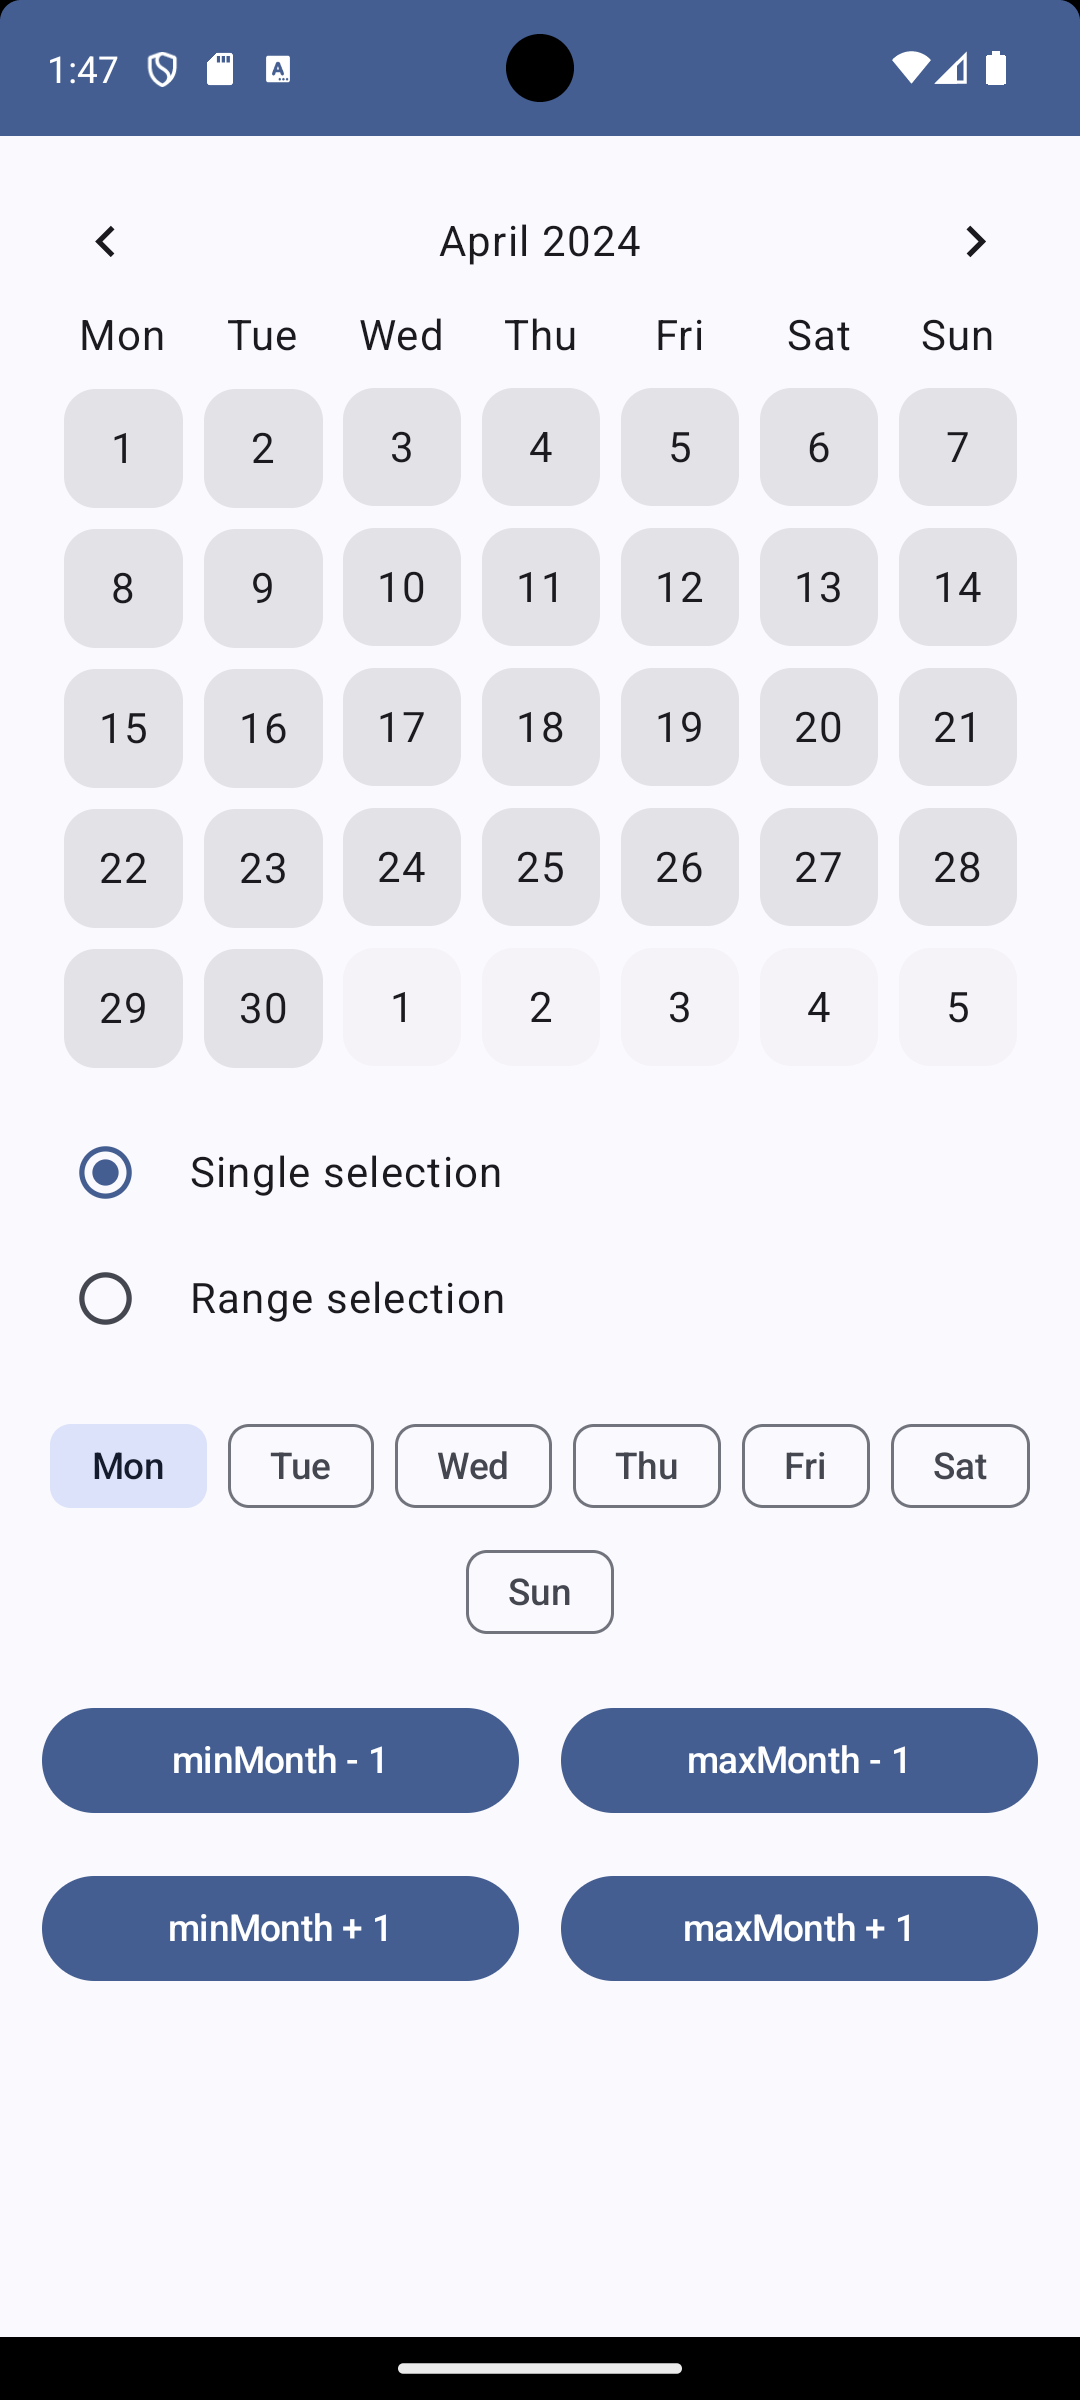 1:47
April 2024
Mon Tue Wed Thu Fri Sat Sun
1 2 3 4 5 6 7
8 9 10 11 12 13 14
15 16 17 18 19 20 21
22 23 24 25 26 27 28
29 30 1 2 3 4 5
Single selection
Range selection
Mon Tue Wed Thu Fri Sat
Sun
minMonth - 1 maxMonth - 1
minMonth + 1 maxMonth + 1